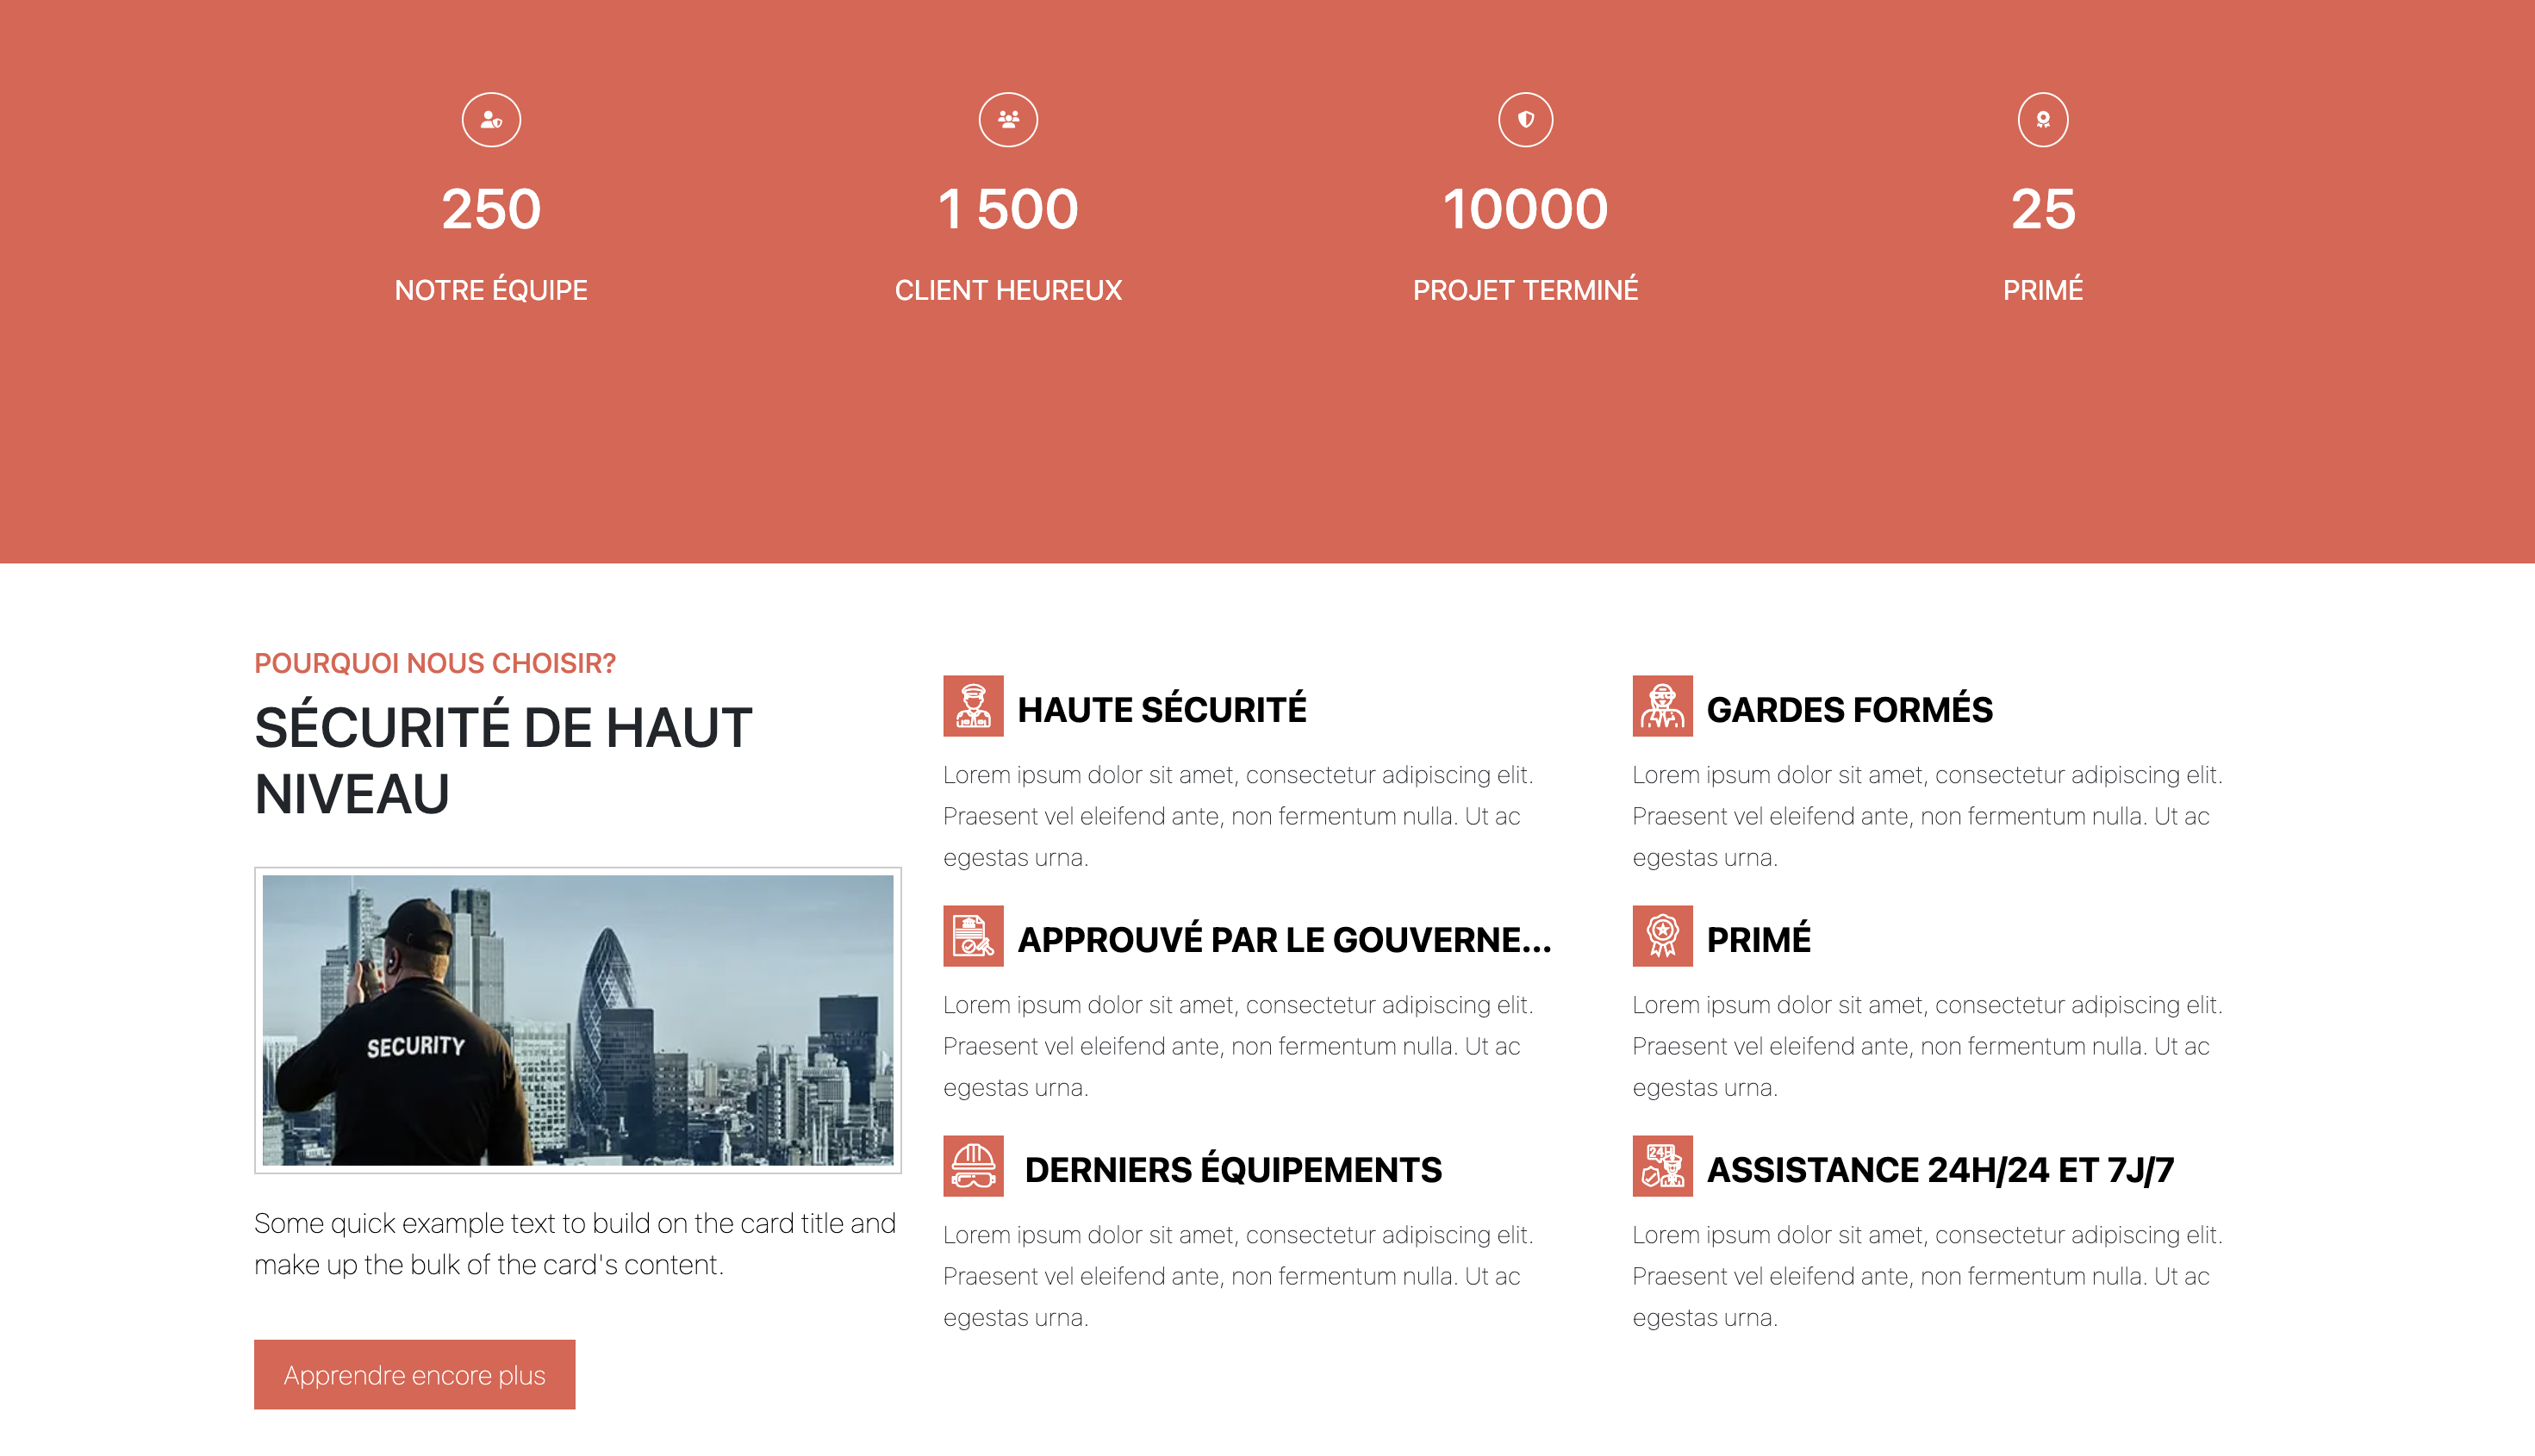 250
1 500
10000
25
NOTRE ÉQUIPE
CLIENT HEUREUX
PROJET TERMINÉ
PRIMÉ
POURQUOI NOUS CHOISIR?
SÉCURITÉ DE HAUT
NIVEAU
SECURITY
Some quick example text to build on the card title and
make up the bulk of the card's content.
Apprendre encore plus
HAUTE SÉCURITÉ
Lorem ipsum dolor sit amet, consectetur adipiscing elit.
Praesent vel eleifend ante, non fermentum nulla. Ut ac
egestas urna.
GARDES FORMÉS
Lorem ipsum dolor sit amet, consectetur adipiscing elit.
Praesent vel eleifend ante, non fermentum nulla. Ut ac
egestas urna.
APPROUVÉ PAR LE GOUVERNE...
Lorem ipsum dolor sit amet, consectetur adipiscing elit.
Praesent vel eleifend ante, non fermentum nulla. Ut ac
egestas urna.
PRIMÉ
Lorem ipsum dolor sit amet, consectetur adipiscing elit.
Praesent vel eleifend ante, non fermentum nulla. Ut ac
egestas urna.
DERNIERS ÉQUIPEMENTS
Lorem ipsum dolor sit amet, consectetur adipiscing elit.
Praesent vel eleifend ante, non fermentum nulla. Ut ac
egestas urna.
24H
ASSISTANCE 24H/24 ET 7J/7
Lorem ipsum dolor sit amet, consectetur adipiscing elit.
Praesent vel eleifend ante, non fermentum nulla. Ut ac
egestas urna.